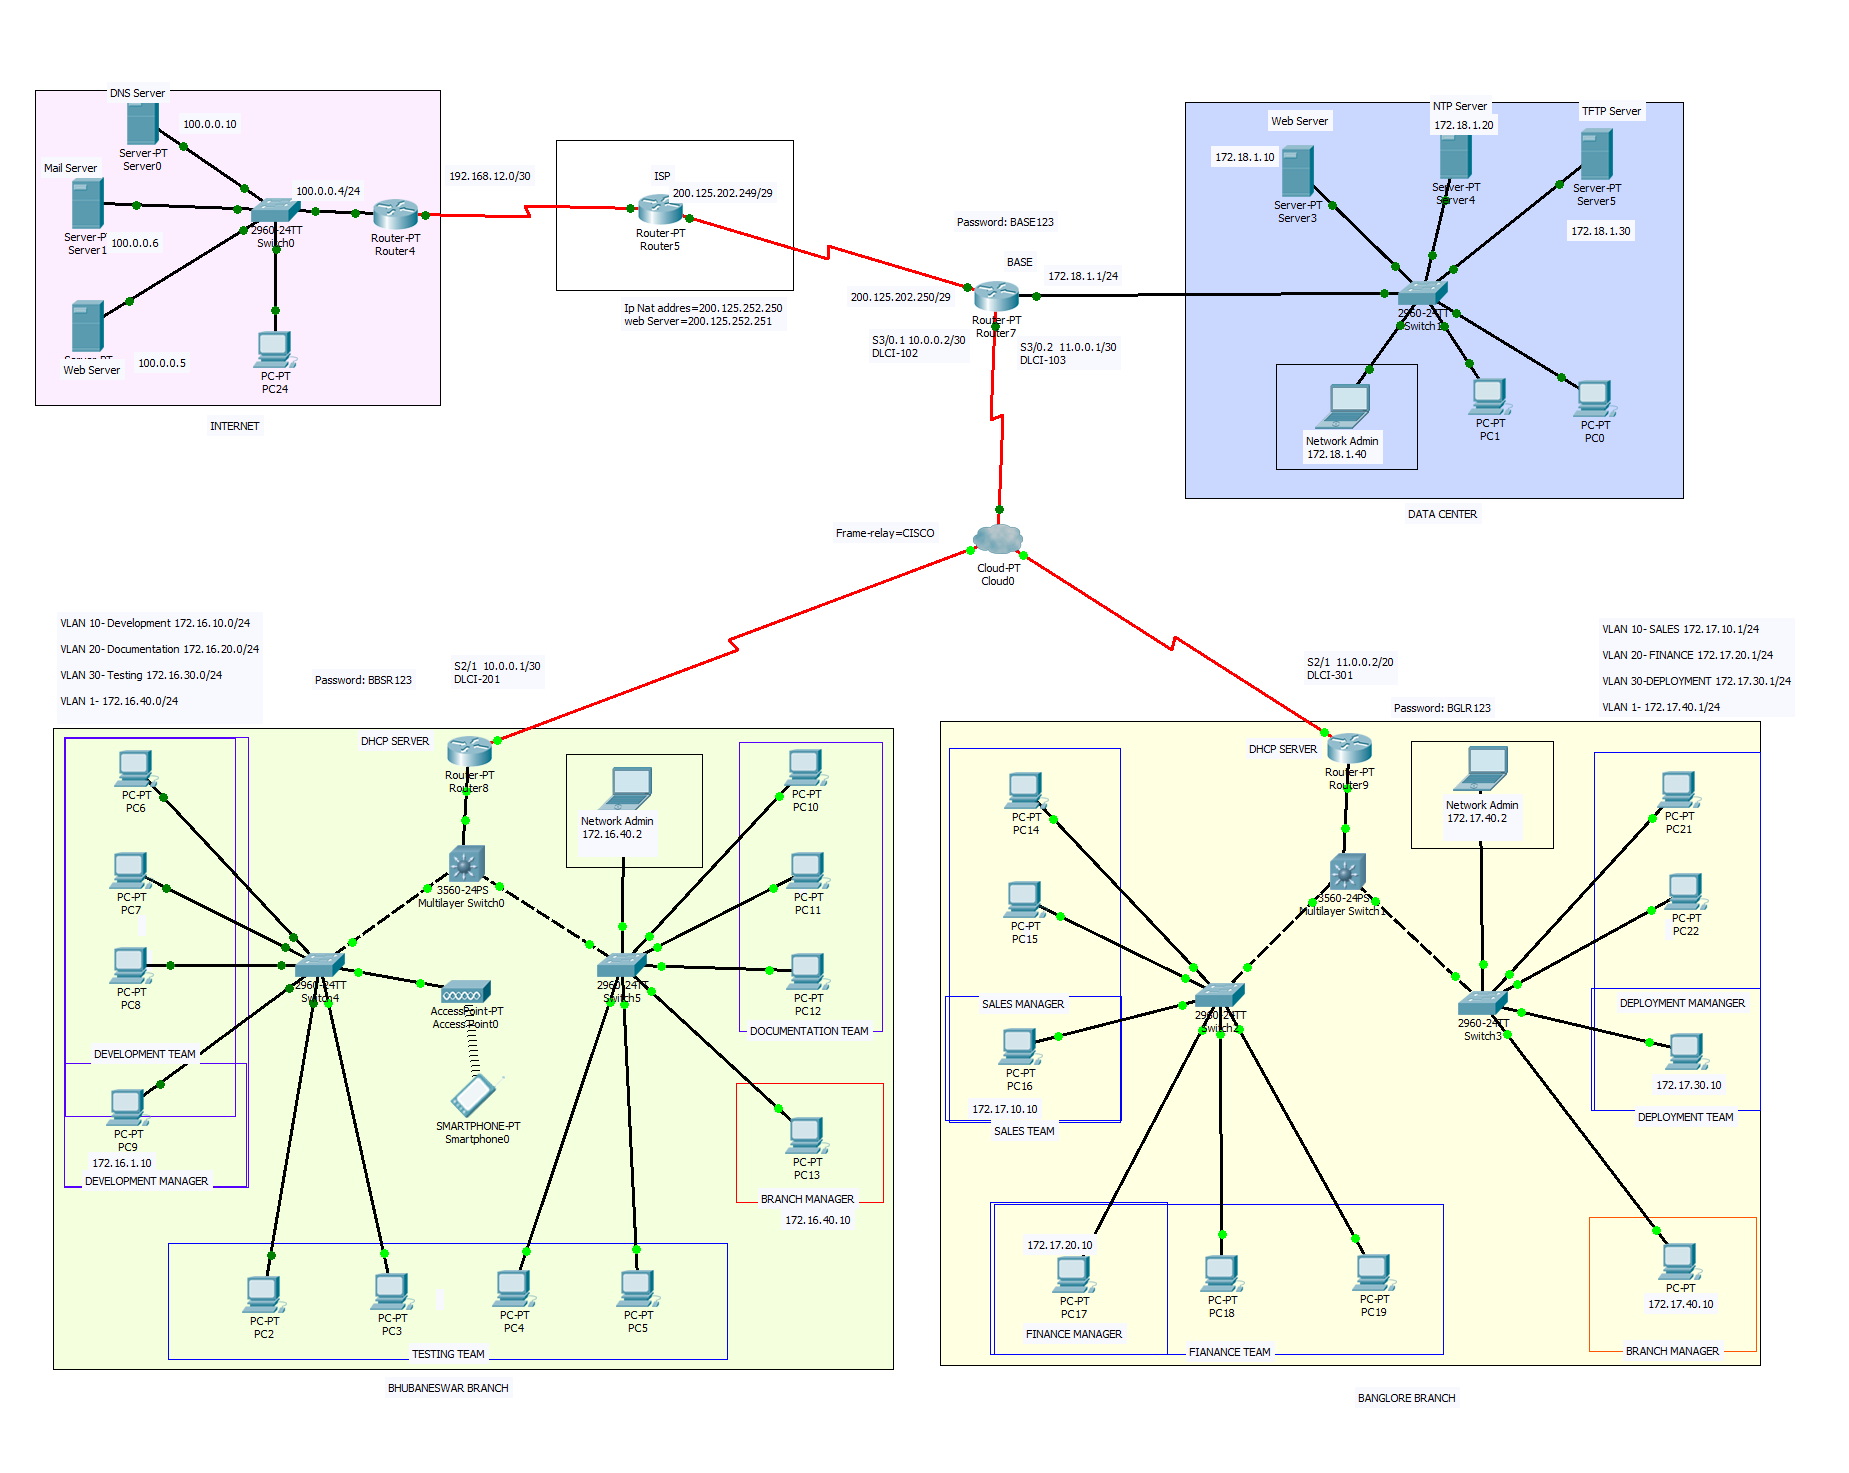 DNS Server
100.0.0.10
Server-PT
Server0
Mail Server
Server-P
Server1
100.0.0.6
100.0.0.4/24
2960-24TT
Switch0
Router-PT
Router4
Web Server
100.0.0.5
PC-PT
PC24
INTERNET
192.168.12.0/30
ISP
200.125.202.249/29
Router-PT
Router5
Ip Nat addres=200.125.252.250
web Server=200.125.252.251
Password: BASE123
BASE
172.18.1.1/24
200.125.202.250/29
Router-PT
Router7
S3/0.1 10.0.0.2/30
DLCI-102
S3/0.2  11.0.0.1/30
DLCI-103
Web Server
172.18.1.10
Server-PT
Server3
NTP Server
172.18.1.20
Server-PT
Server4
TFTP Server
Server-PT
Server5
172.18.1.30
2960-24TT
Network Admin
172.18.1.40
PC-PT
PC1
PC-PT
PC0
DATA CENTER
Frame-relay=CISCO
Cloud-PT
Cloud0
VLAN 10- Development 172.16.10.0/24
VLAN 20- Documentation 172.16.20.0/24
VLAN 30- Testing 172.16.30.0/24
VLAN 1- 172.16.40.0/24
Password: BBSR123
S2/1  10.0.0.1/30
DLCI-201
S2/1  11.0.0.2/20
DLCI-301
Password: BGLR123
VLAN 10- SALES 172.17.10.1/24
VLAN 20- FINANCE 172.17.20.1/24
VLAN 30-DEPLOYMENT 172.17.30.1/24
VLAN 1- 172.17.40.1/24
DHCP SERVER
Router-PT
Router8
PC-PT
PC6
PC-PT
PC7
PC-PT
PC8
DEVELOPMENT TEAM
PC-PT
PC9
172.16.1.10
DEVELOPMENT MANAGER
3560-24PS
Multilayer Switch0
Network Admin
172.16.40.2
2960-24TT
Switch4
AccessPoint-PT
Access Point0
SMARTPHONE-PT
Smartphone0
2960-24TT
Switch5
PC-PT
PC10
PC-PT
PC11
PC-PT
PC12
DOCUMENTATION TEAM
PC-PT
PC13
BRANCH MANAGER
172.16.40.10
PC-PT
PC2
PC-PT
PC3
PC-PT
PC4
PC-PT
PC5
TESTING TEAM
BHUBANESWAR BRANCH
DHCP SERVER
Router-PT
Router9
PC-PT
PC14
PC-PT
PC15
SALES MANAGER
PC-PT
PC16
172.17.10.10
SALES TEAM
3560-24PS
Multilayer Switch1
Network Admin
172.17.40.2
2960-24TT
2960-24TT
Switch3
PC-PT
PC21
PC-PT
PC22
DEPLOYMENT MAMANGER
172.17.30.10
DEPLOYMENT TEAM
172.17.20.10
PC-PT
PC17
FINANCE MANAGER
PC-PT
PC18
PC-PT
PC19
FIANANCE TEAM
PC-PT
172.17.40.10
BRANCH MANAGER
BANGLORE BRANCH